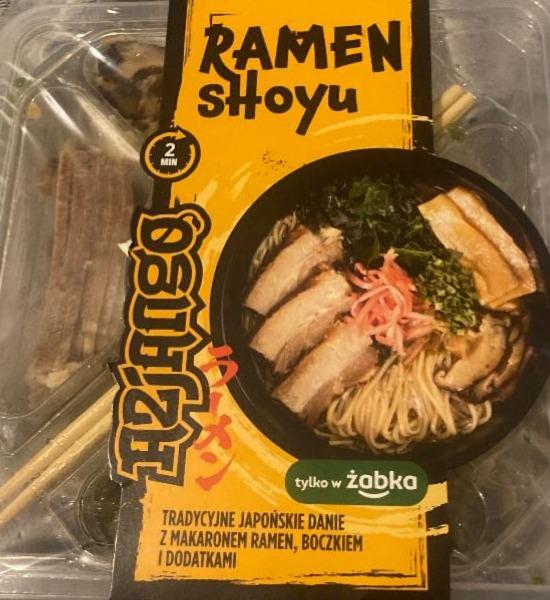 RAMEN
sHoyu
2
MIN
AzjAngo
ラーメン
tylko w żabka
TRADYCYJNE JAPOŃSKIE DANIE
Z MAKARONEM RAMEN, BOCZKIEM
I DODATKAMI